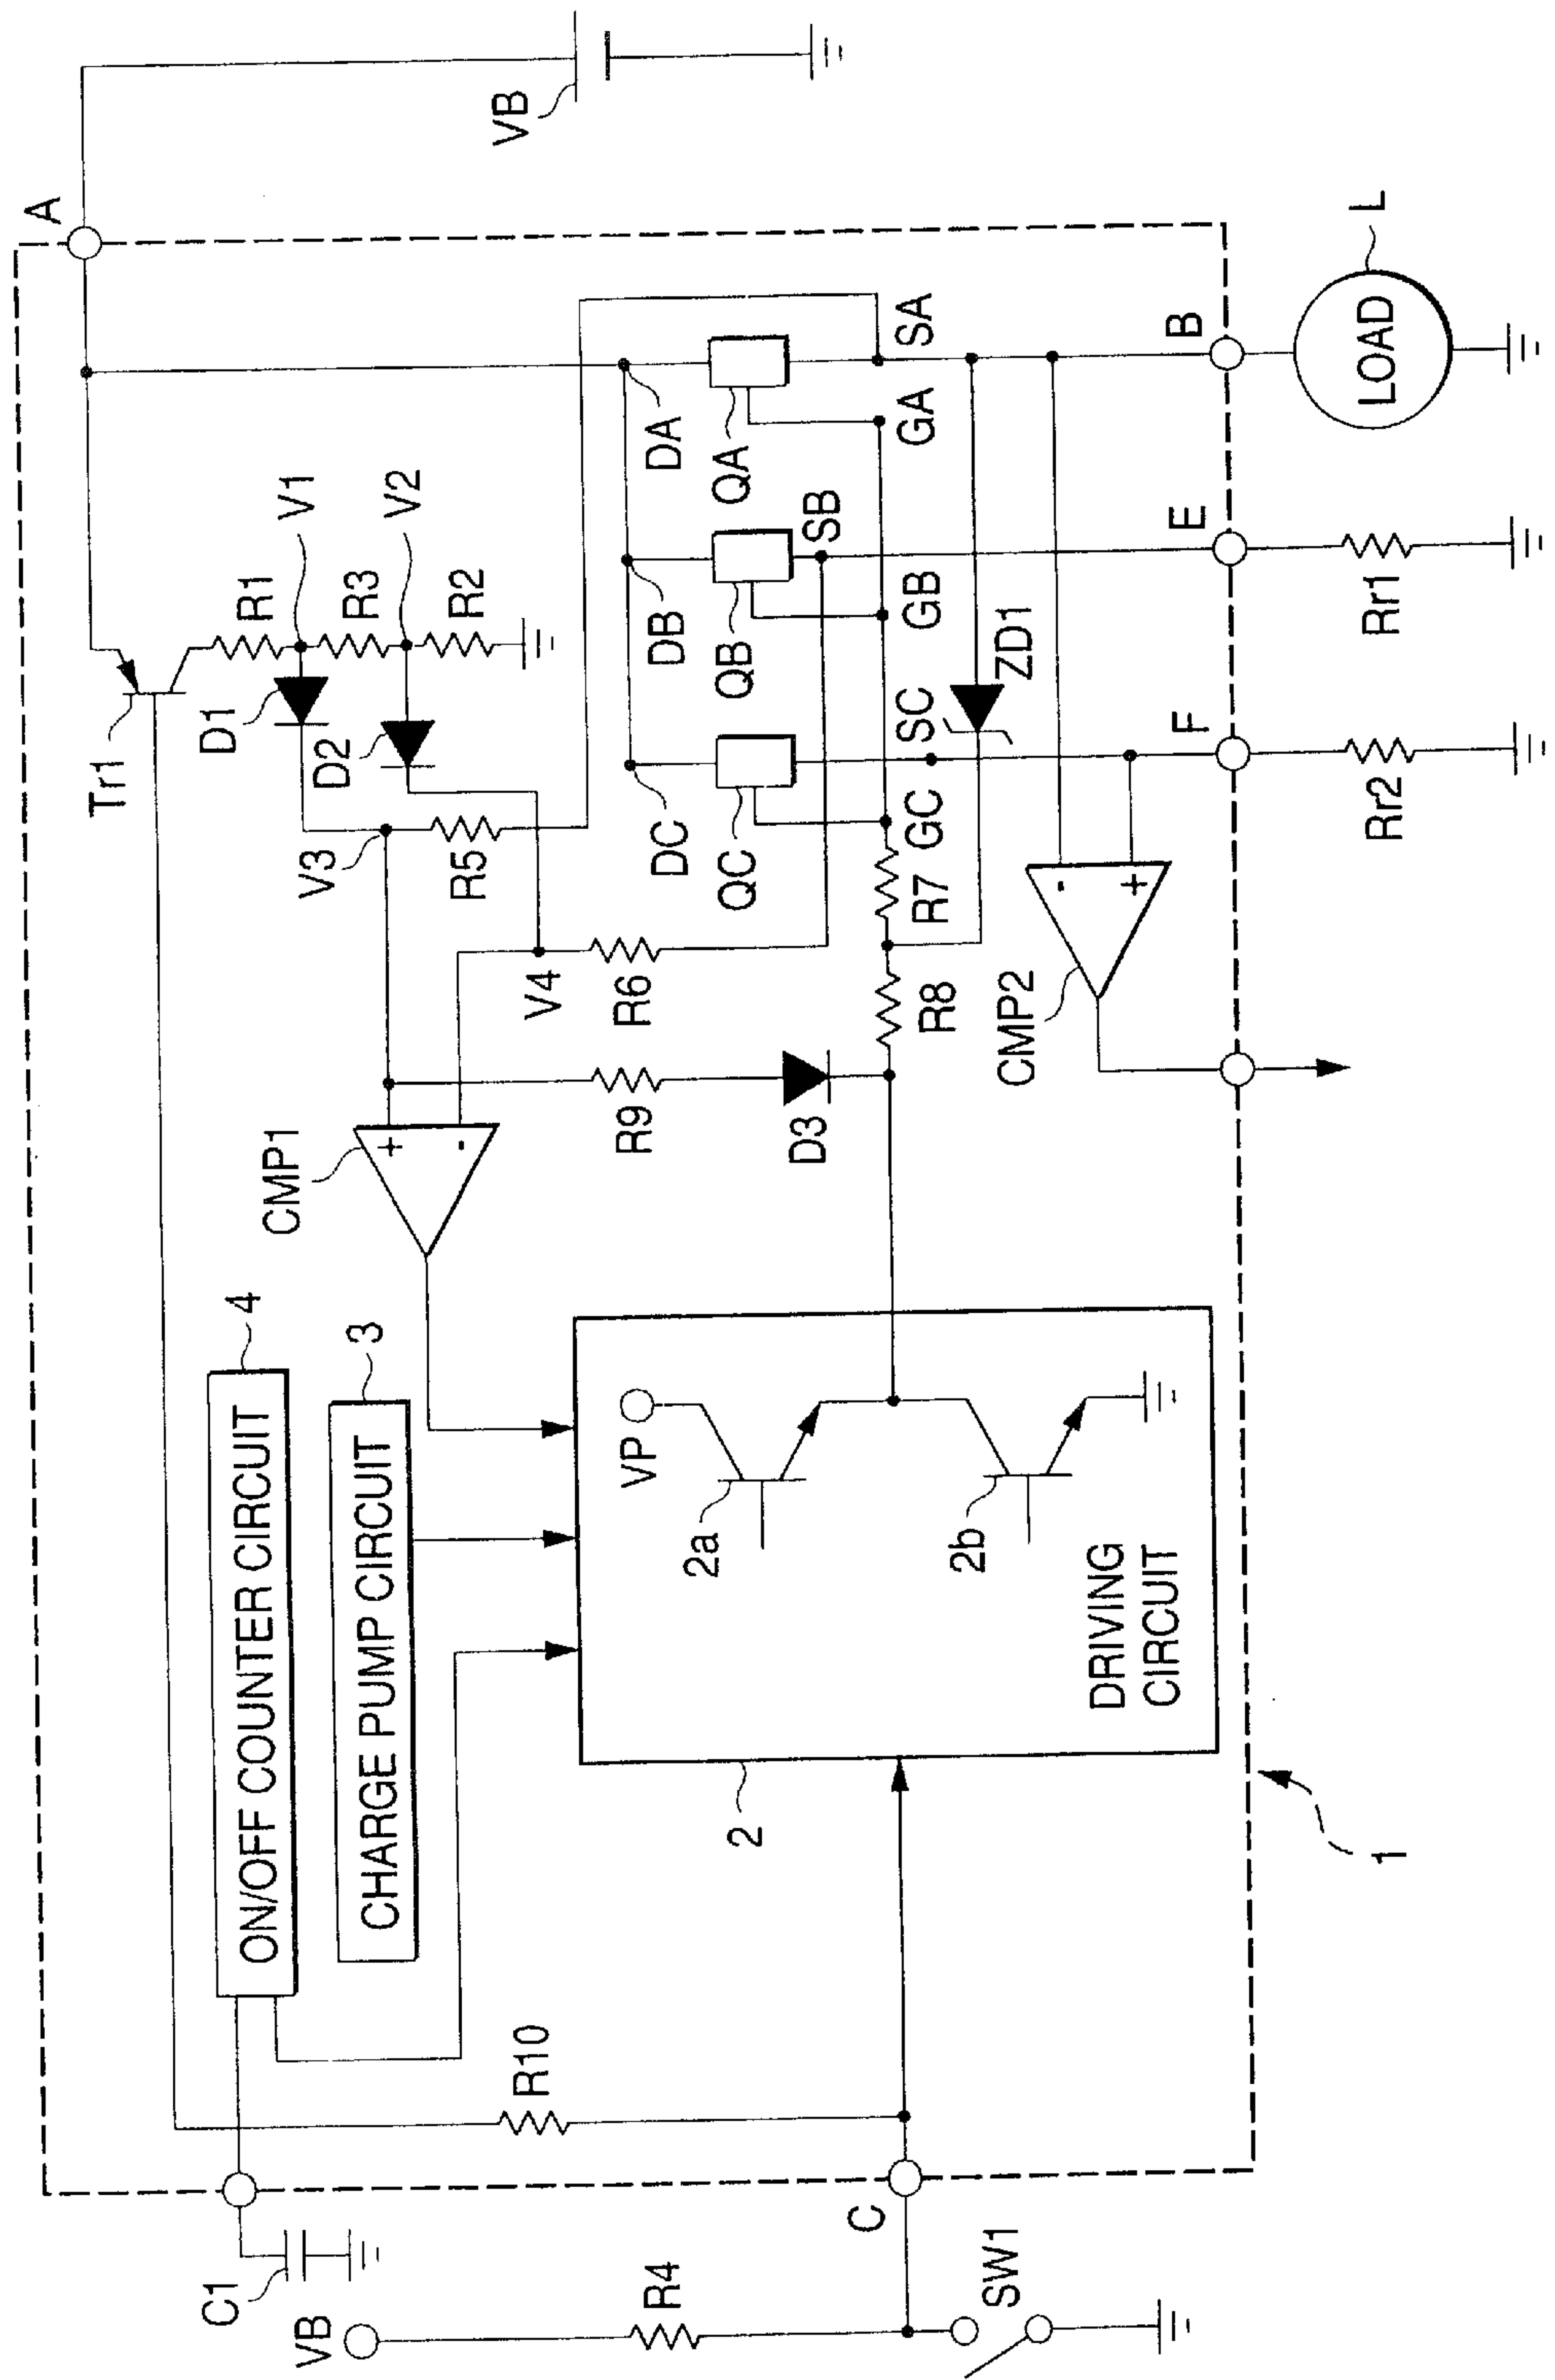 A
VB
Tr1
R1
V1
D1
R3
V2
D2
R2
V3
R5
V4
R6
CMP1
+
-
R9
D3
DA
QA
SA
GA
DB
QB
SB
GB
DC
QC
SC
GC
ZD1
R7
R8
CMP2
-
+
B
E
F
LOAD
L
Rr1
Rr2
4
ON/OFF COUNTER CIRCUIT
3
CHARGE PUMP CIRCUIT
VP
2a
2b
DRIVING
CIRCUIT
2
1
R10
C1
C
VB
R4
SW1